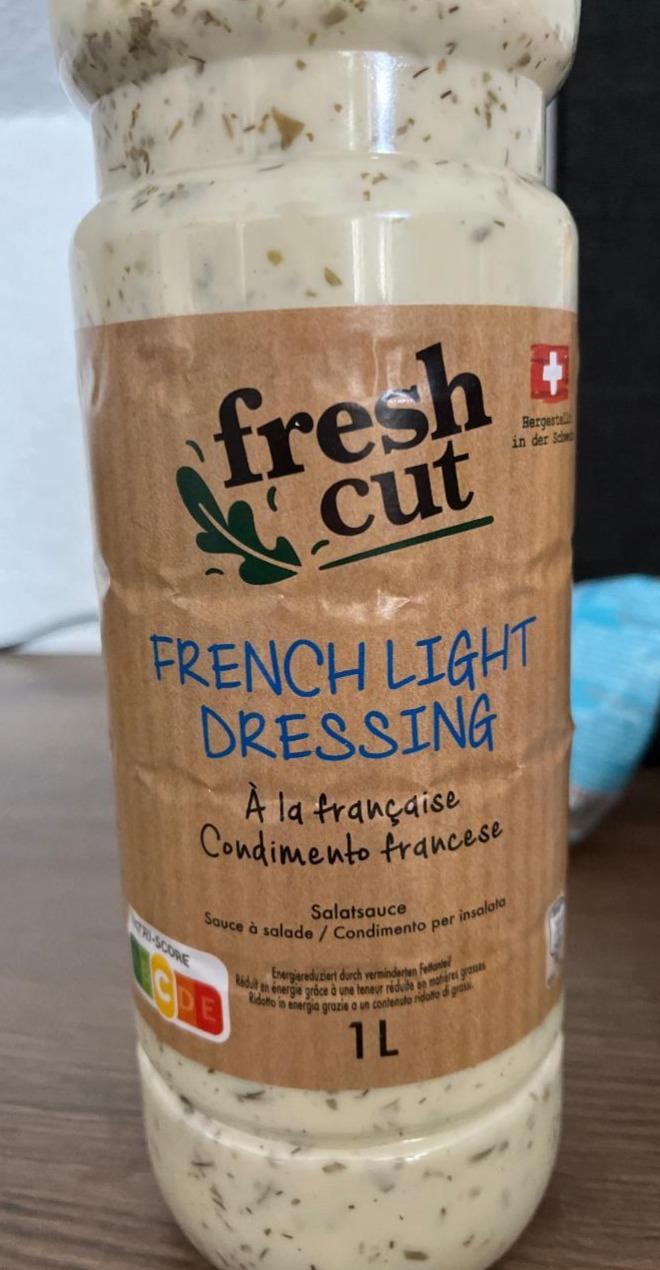 fresh
cut
Hergestellt
in der Schweiz
FRENCH LIGHT
DRESSING
À la française
Condimento francese
Salatsauce
Sauce à salade / Condimento per insalata
NUTRI-SCORE
B C D E
Energiereduziert durch verminderten Fettanteil
Réduit en énergie grâce à une teneur réduite en matières grasses
Ridotto in energia grazie a un contenuto ridotto di grassi.
1L